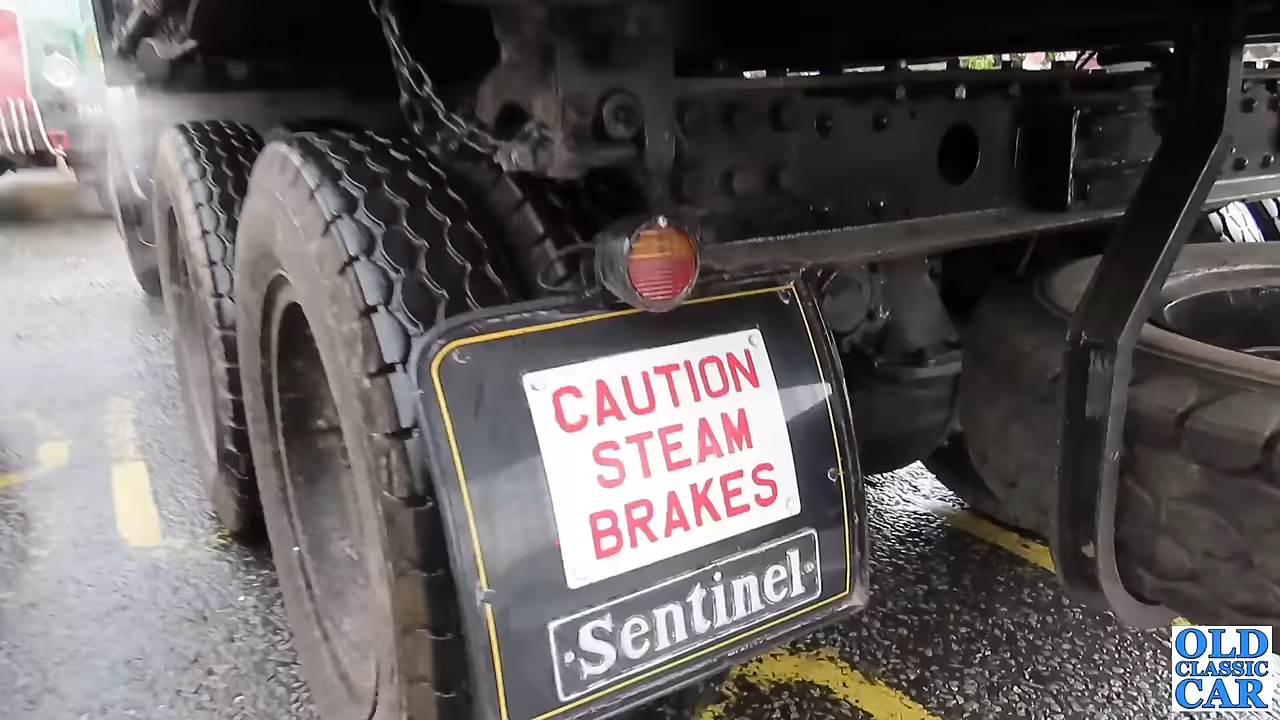 CAUTION
STEAM
BRAKES
Sentinel
OLD
CLASSIC
CAR